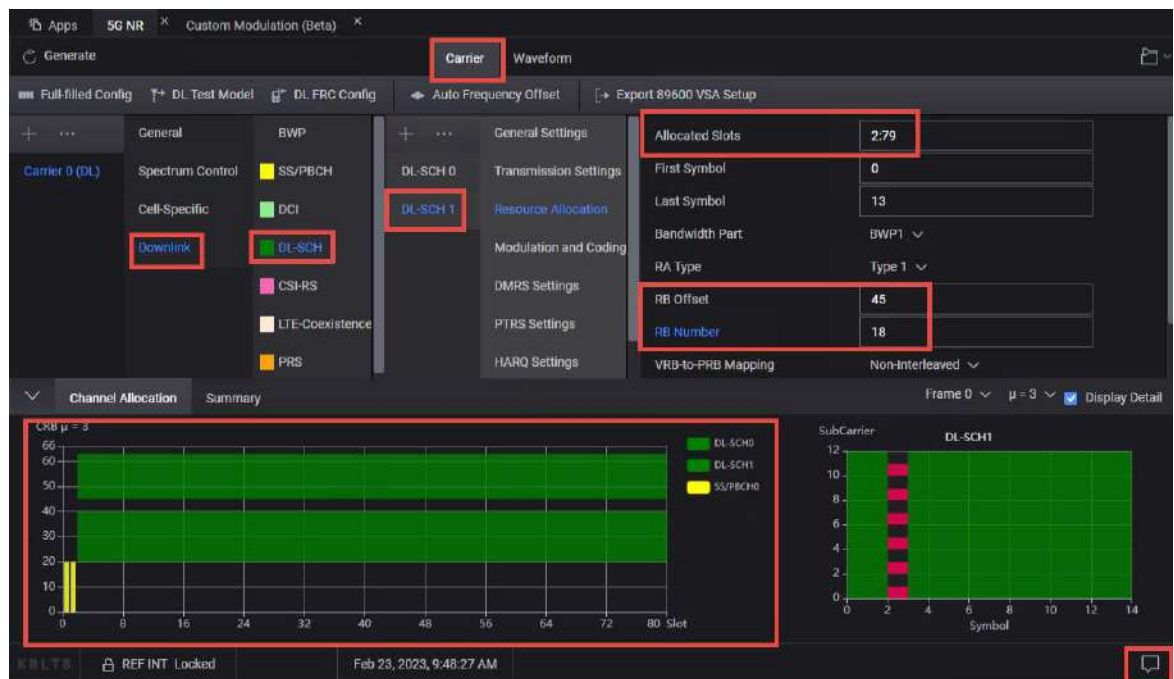 Apps 5G NR × Custom Modulation (Beta) ×
Generate Carrier Waveform
Full-filled Config DL Test Model DL FRC Config Auto Frequency Offset Export 89600 VSA Setup
+ ... General BWP + ... General Settings Allocated Slots 2:79
Carrier 0 (DL) Spectrum Control SS/PBCH DL-SCH 0 Transmission Settings First Symbol 0
Cell-Specific DCI DL-SCH 1 Resource Allocation Last Symbol 13
Downlink DL-SCH Modulation and Coding Bandwidth Part BWP1
RA Type Type 1
CSI-RS DMRS Settings RB Offset 45
LTE-Coexistence PTRS Settings RB Number 18
PRS HARQ Settings VRB-to-PRB Mapping Non-Interleaved
Channel Allocation Summary Frame 0 μ = 3 Display Detail
CRB μ = 3
66
60
50
40
30
20
10
0
0 8 16 24 32 40 48 56 64 72 80 Slot
DL-SCH0
DL-SCH1
SS/PBCH0
SubCarrier DL-SCH1
12
10
8
6
4
2
0
0 2 4 6 8 10 12 14
Symbol
KRLTS REF INT Locked Feb 23, 2023, 9:48:27 AM